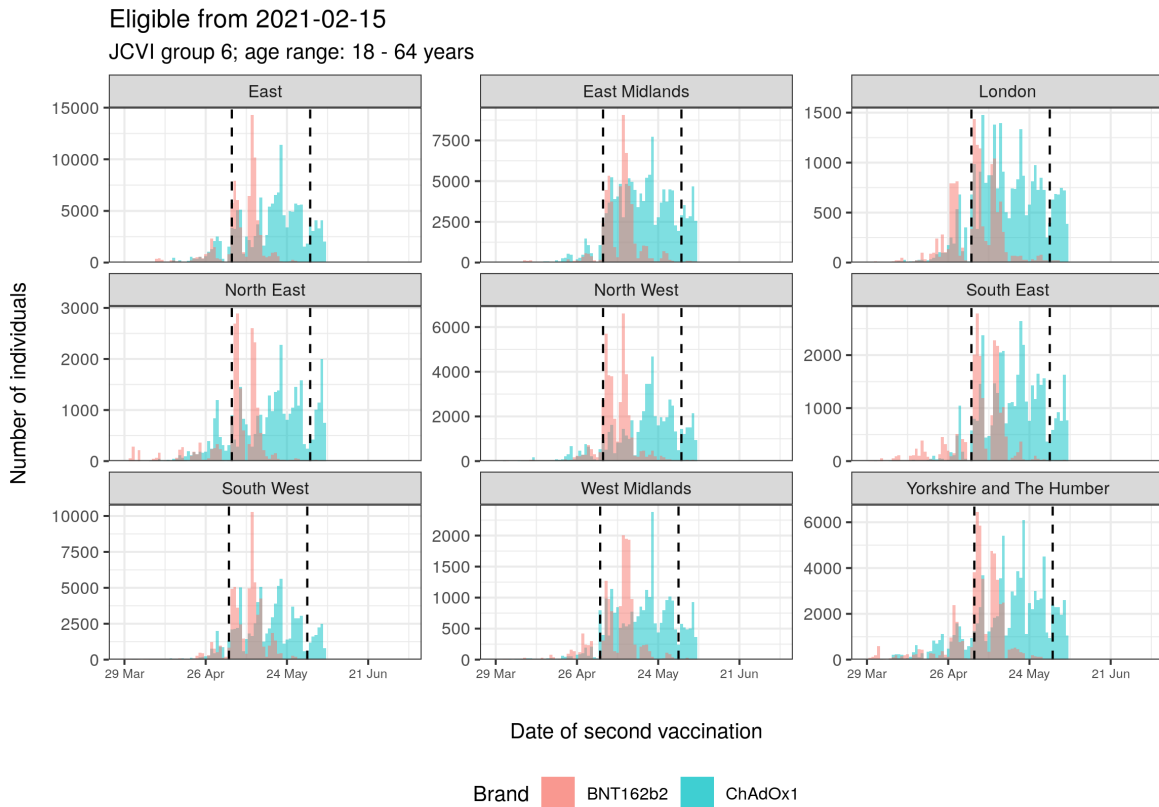 Eligible from 2021-02-15
JCVI group 6; age range: 18 - 64 years
East
East Midlands
London
15000
10000
5000
0
7500
5000
2500
0
1500
1000
500
0
North East
North West
South East
3000
2000
1000
0
6000
4000
2000
0
2000
1000
0
South West
West Midlands
Yorkshire and The Humber
10000
7500
5000
2500
0
2000
1500
1000
500
0
6000
4000
2000
0
29 Mar 26 Apr 24 May 21 Jun
29 Mar 26 Apr 24 May 21 Jun
29 Mar 26 Apr 24 May 21 Jun
Number of individuals
Date of second vaccination
Brand BNT162b2 ChAdOx1